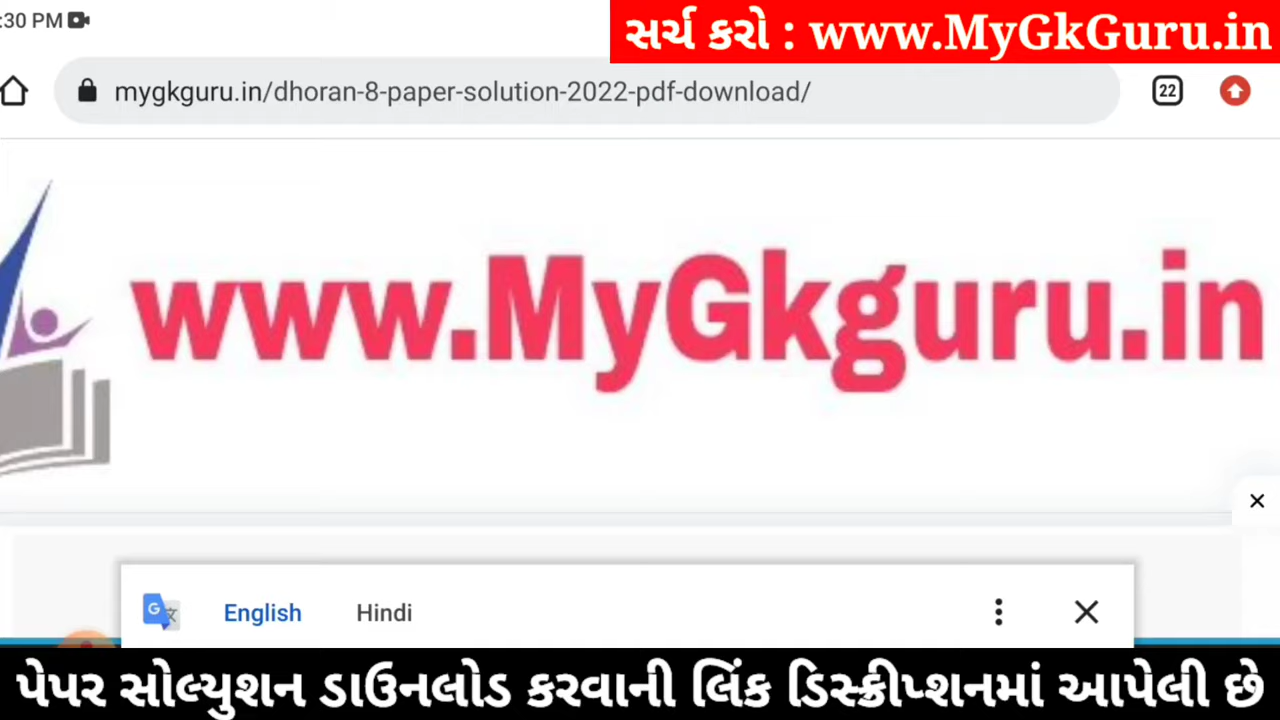 :30 PM
સર્ચ કરો : www.MyGkGuru.in
mygkguru.in/dhoran-8-paper-solution-2022-pdf-download/
22
www.MyGkguru.in
G
English Hindi
પેપર સોલ્યુશન ડાઉનલોડ કરવાની લિંક ડિસ્ક્રીપ્શનમાં આપેલી છે